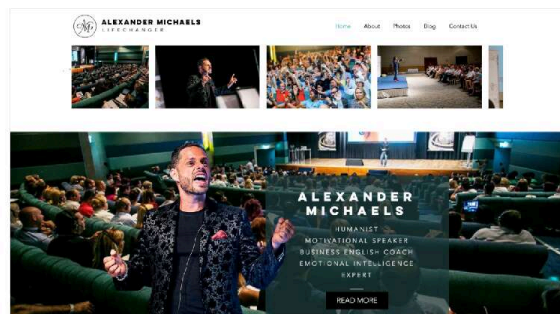 ALEXANDER MICHAELS
LIFECHANGER
Home About Photos Blog Contact Us
ALEXANDER
MICHAELS
HUMANIST
MOTIVATIONAL SPEAKER
BUSINESS ENGLISH COACH
EMOTIONAL INTELLIGENCE
EXPERT
READ MORE